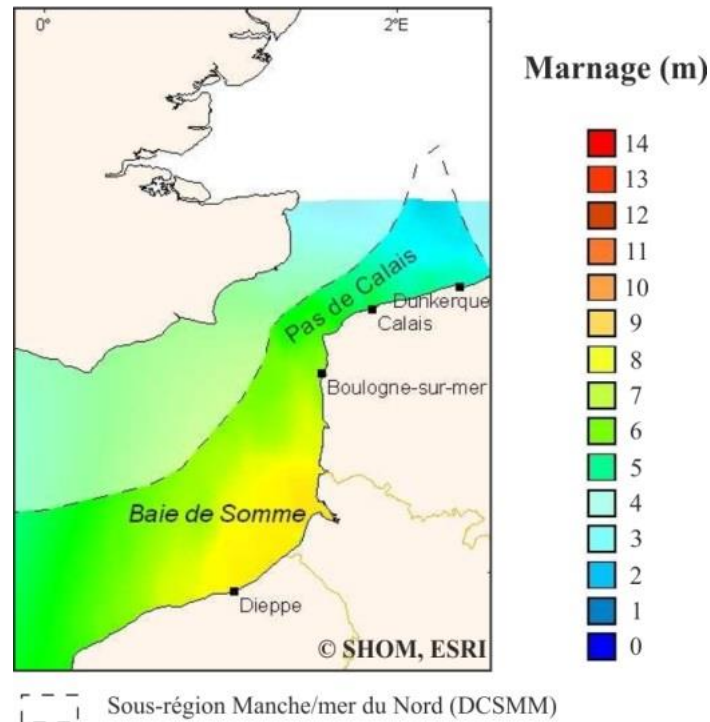 0°
2°E
Marnage (m)
14
13
12
11
10
9
8
7
6
5
4
3
2
1
0
Pas de Calais
Dunkerque
Calais
Boulogne-sur-mer
Baie de Somme
Dieppe
© SHOM, ESRI
Sous-région Manche/mer du Nord (DCSMM)